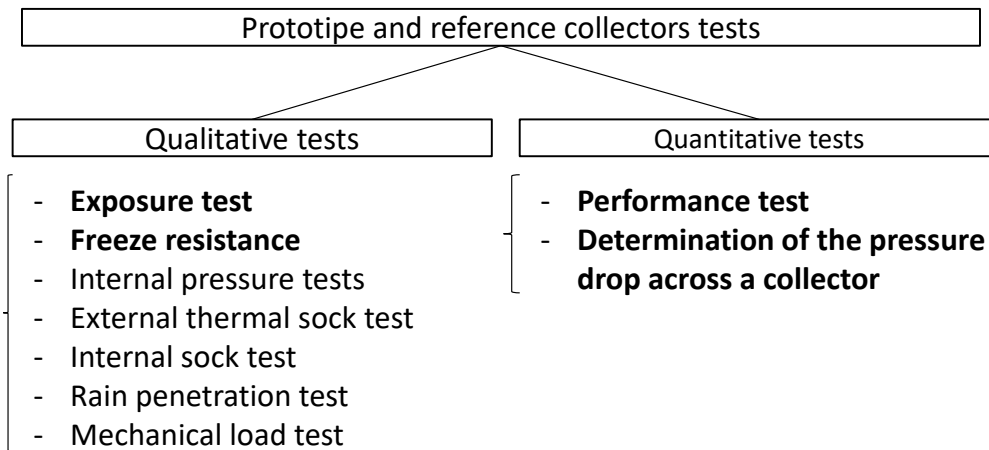 Prototipe and reference collectors tests
Qualitative tests
- Exposure test
- Freeze resistance
- Internal pressure tests
- External thermal sock test
- Internal sock test
- Rain penetration test
- Mechanical load test
Quantitative tests
- Performance test
- Determination of the pressure
drop across a collector